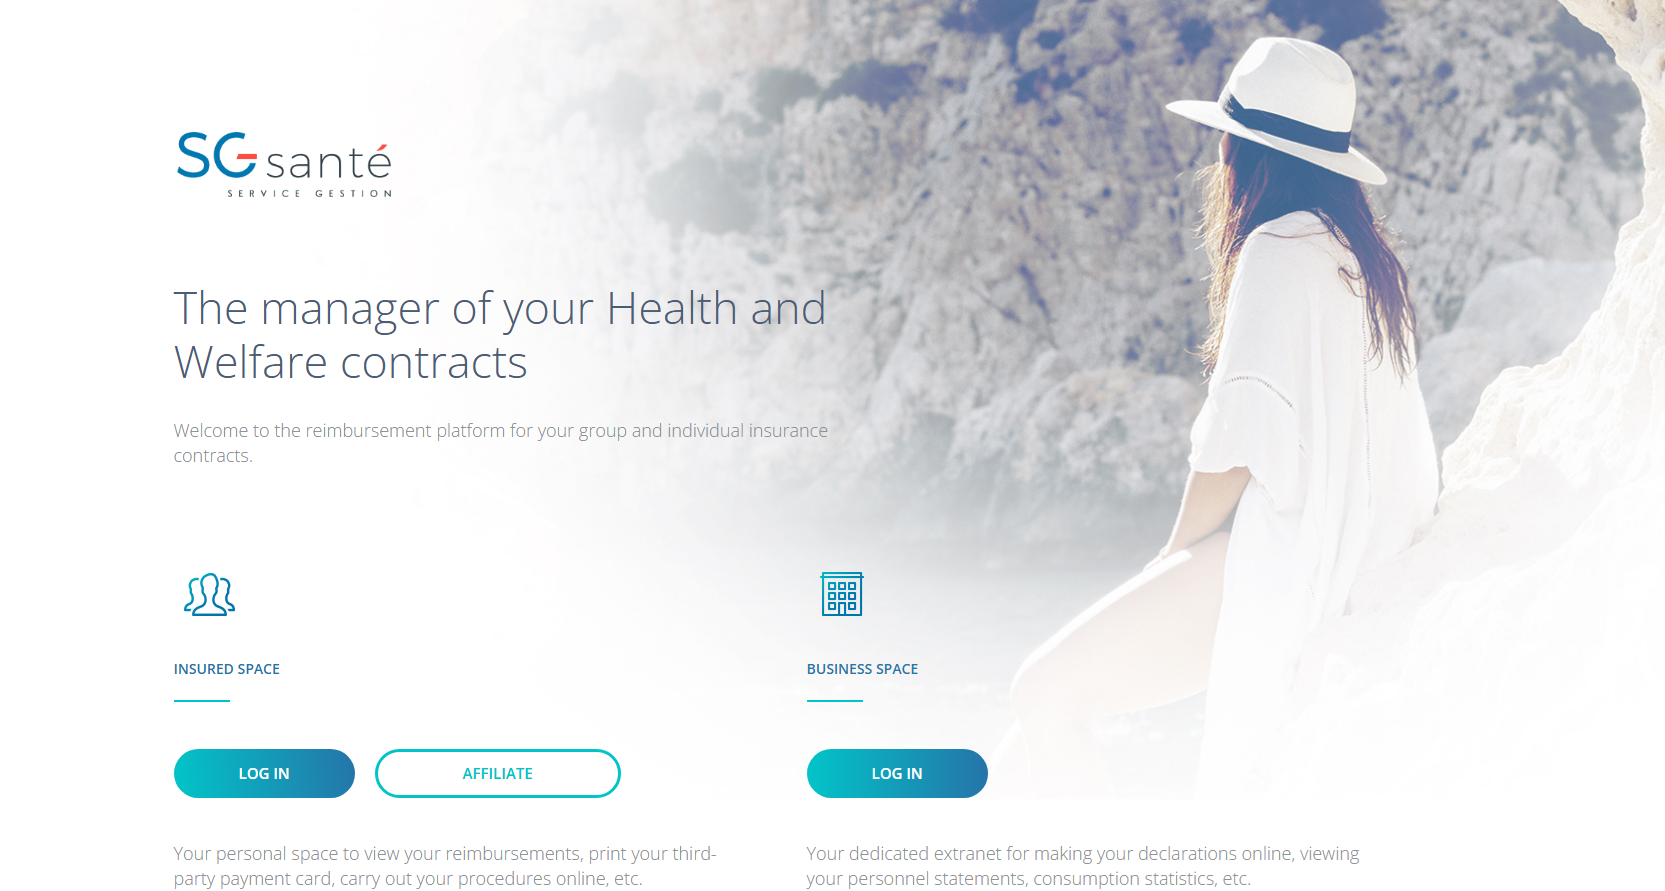 SG santé
SERVICE GESTION
The manager of your Health and
Welfare contracts
Welcome to the reimbursement platform for your group and individual insurance
contracts.
INSURED SPACE
BUSINESS SPACE
LOG IN
AFFILIATE
LOG IN
Your personal space to view your reimbursements, print your third-
party payment card, carry out your procedures online, etc.
Your dedicated extranet for making your declarations online, viewing
your personnel statements, consumption statistics, etc.